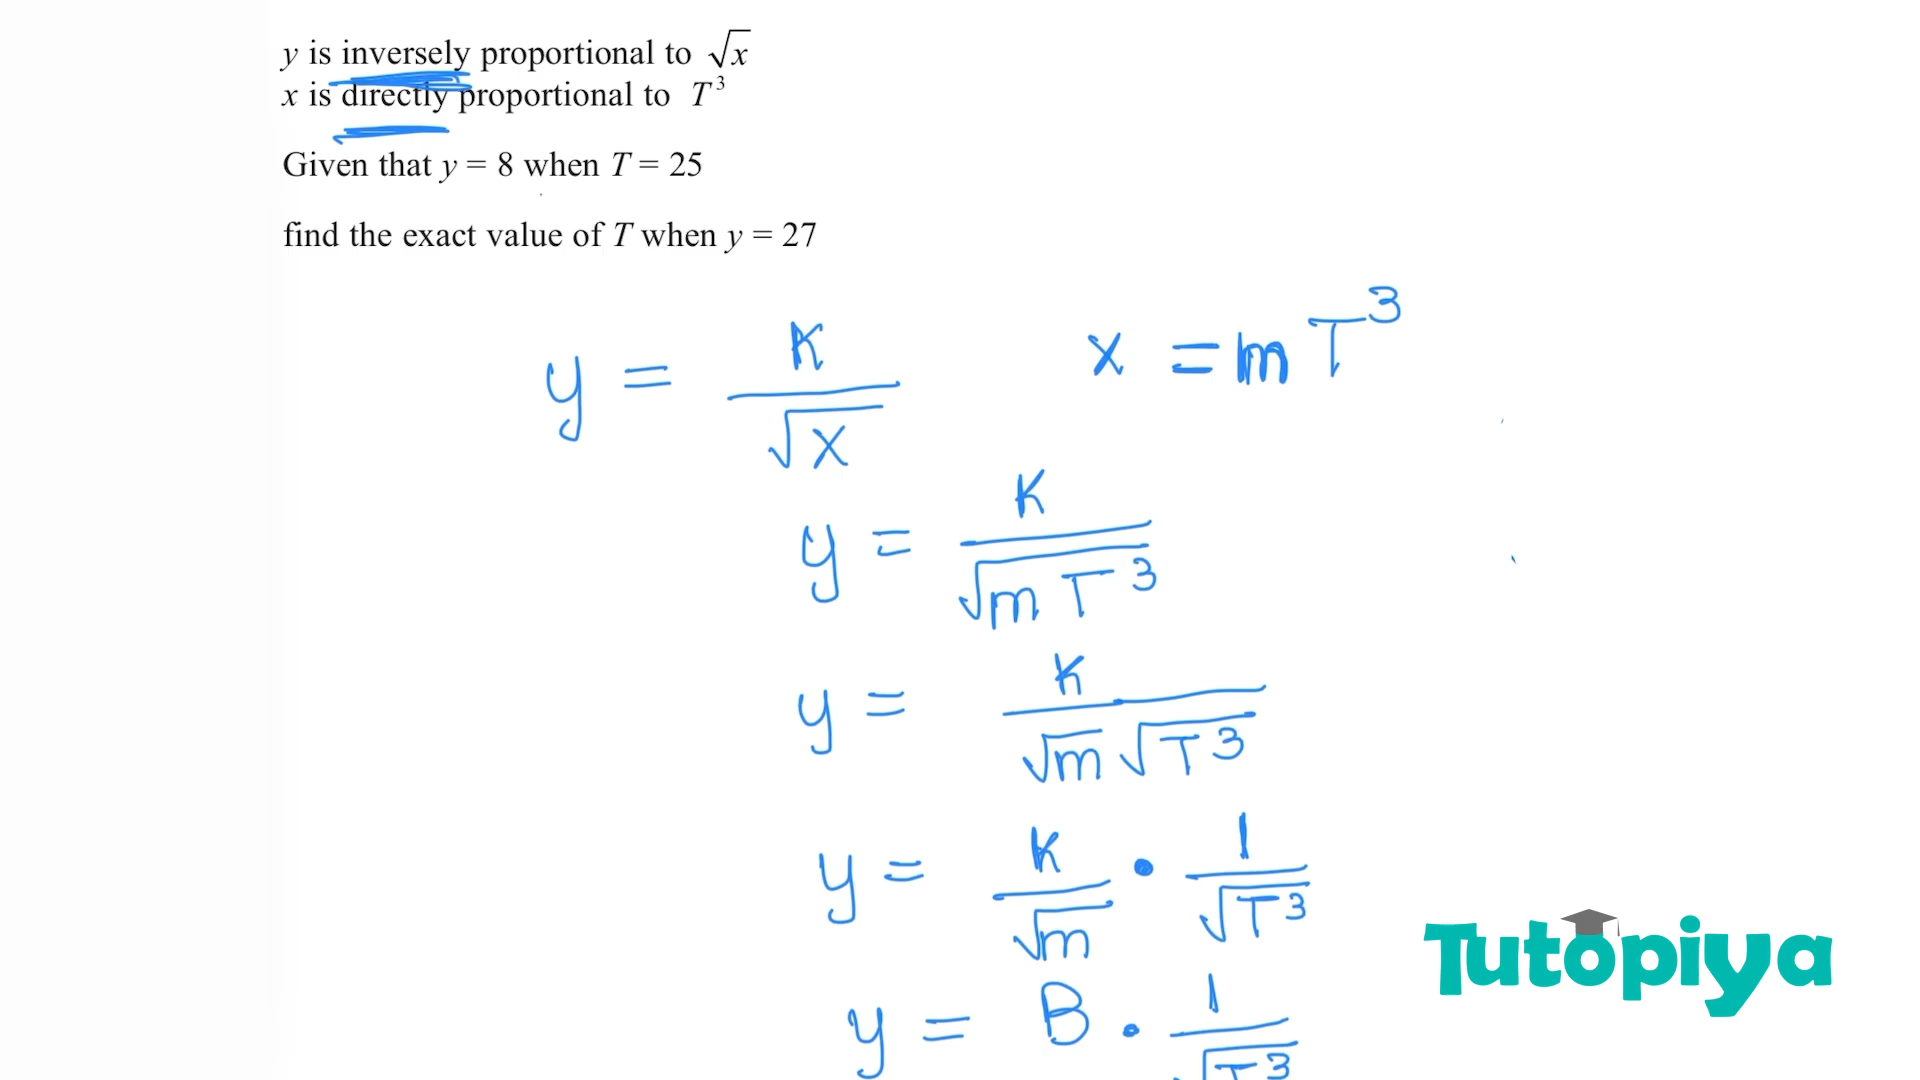 y is inversely proportional to √x
x is directly proportional to T³
Given that y = 8 when T = 25
find the exact value of T when y = 27
y = K/√x    x = mT³
y = K/√(mT³)
y = K/(√m √T³)
y = K/√m • 1/√T³
y = B • 1/√T³
Tutopiya